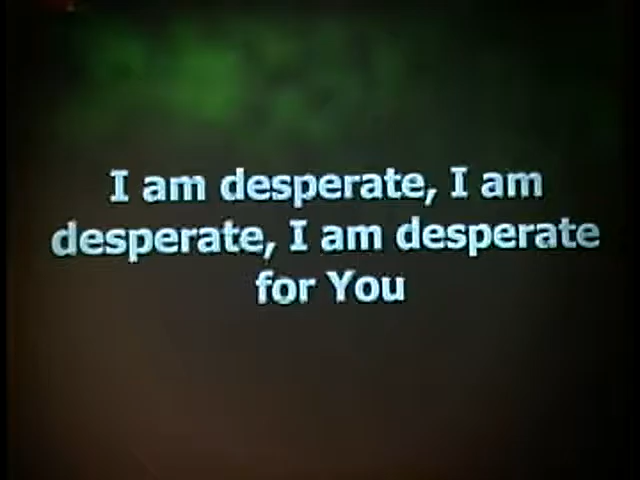 I am desperate, I am
desperate, I am desperate
for You